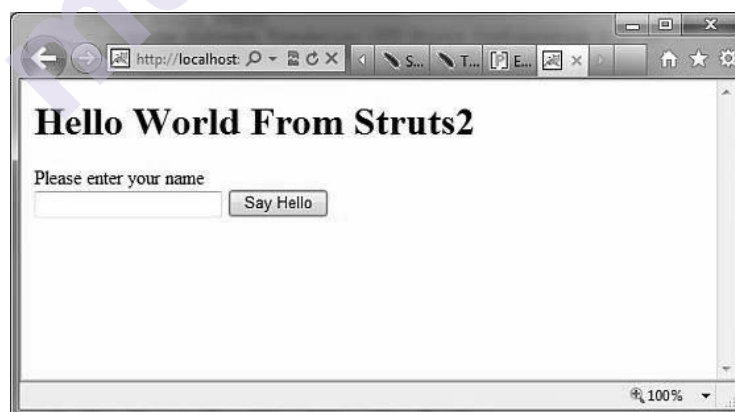 http://localhost:
S...
T...
E...
Hello World From Struts2
Please enter your name
Say Hello
100%